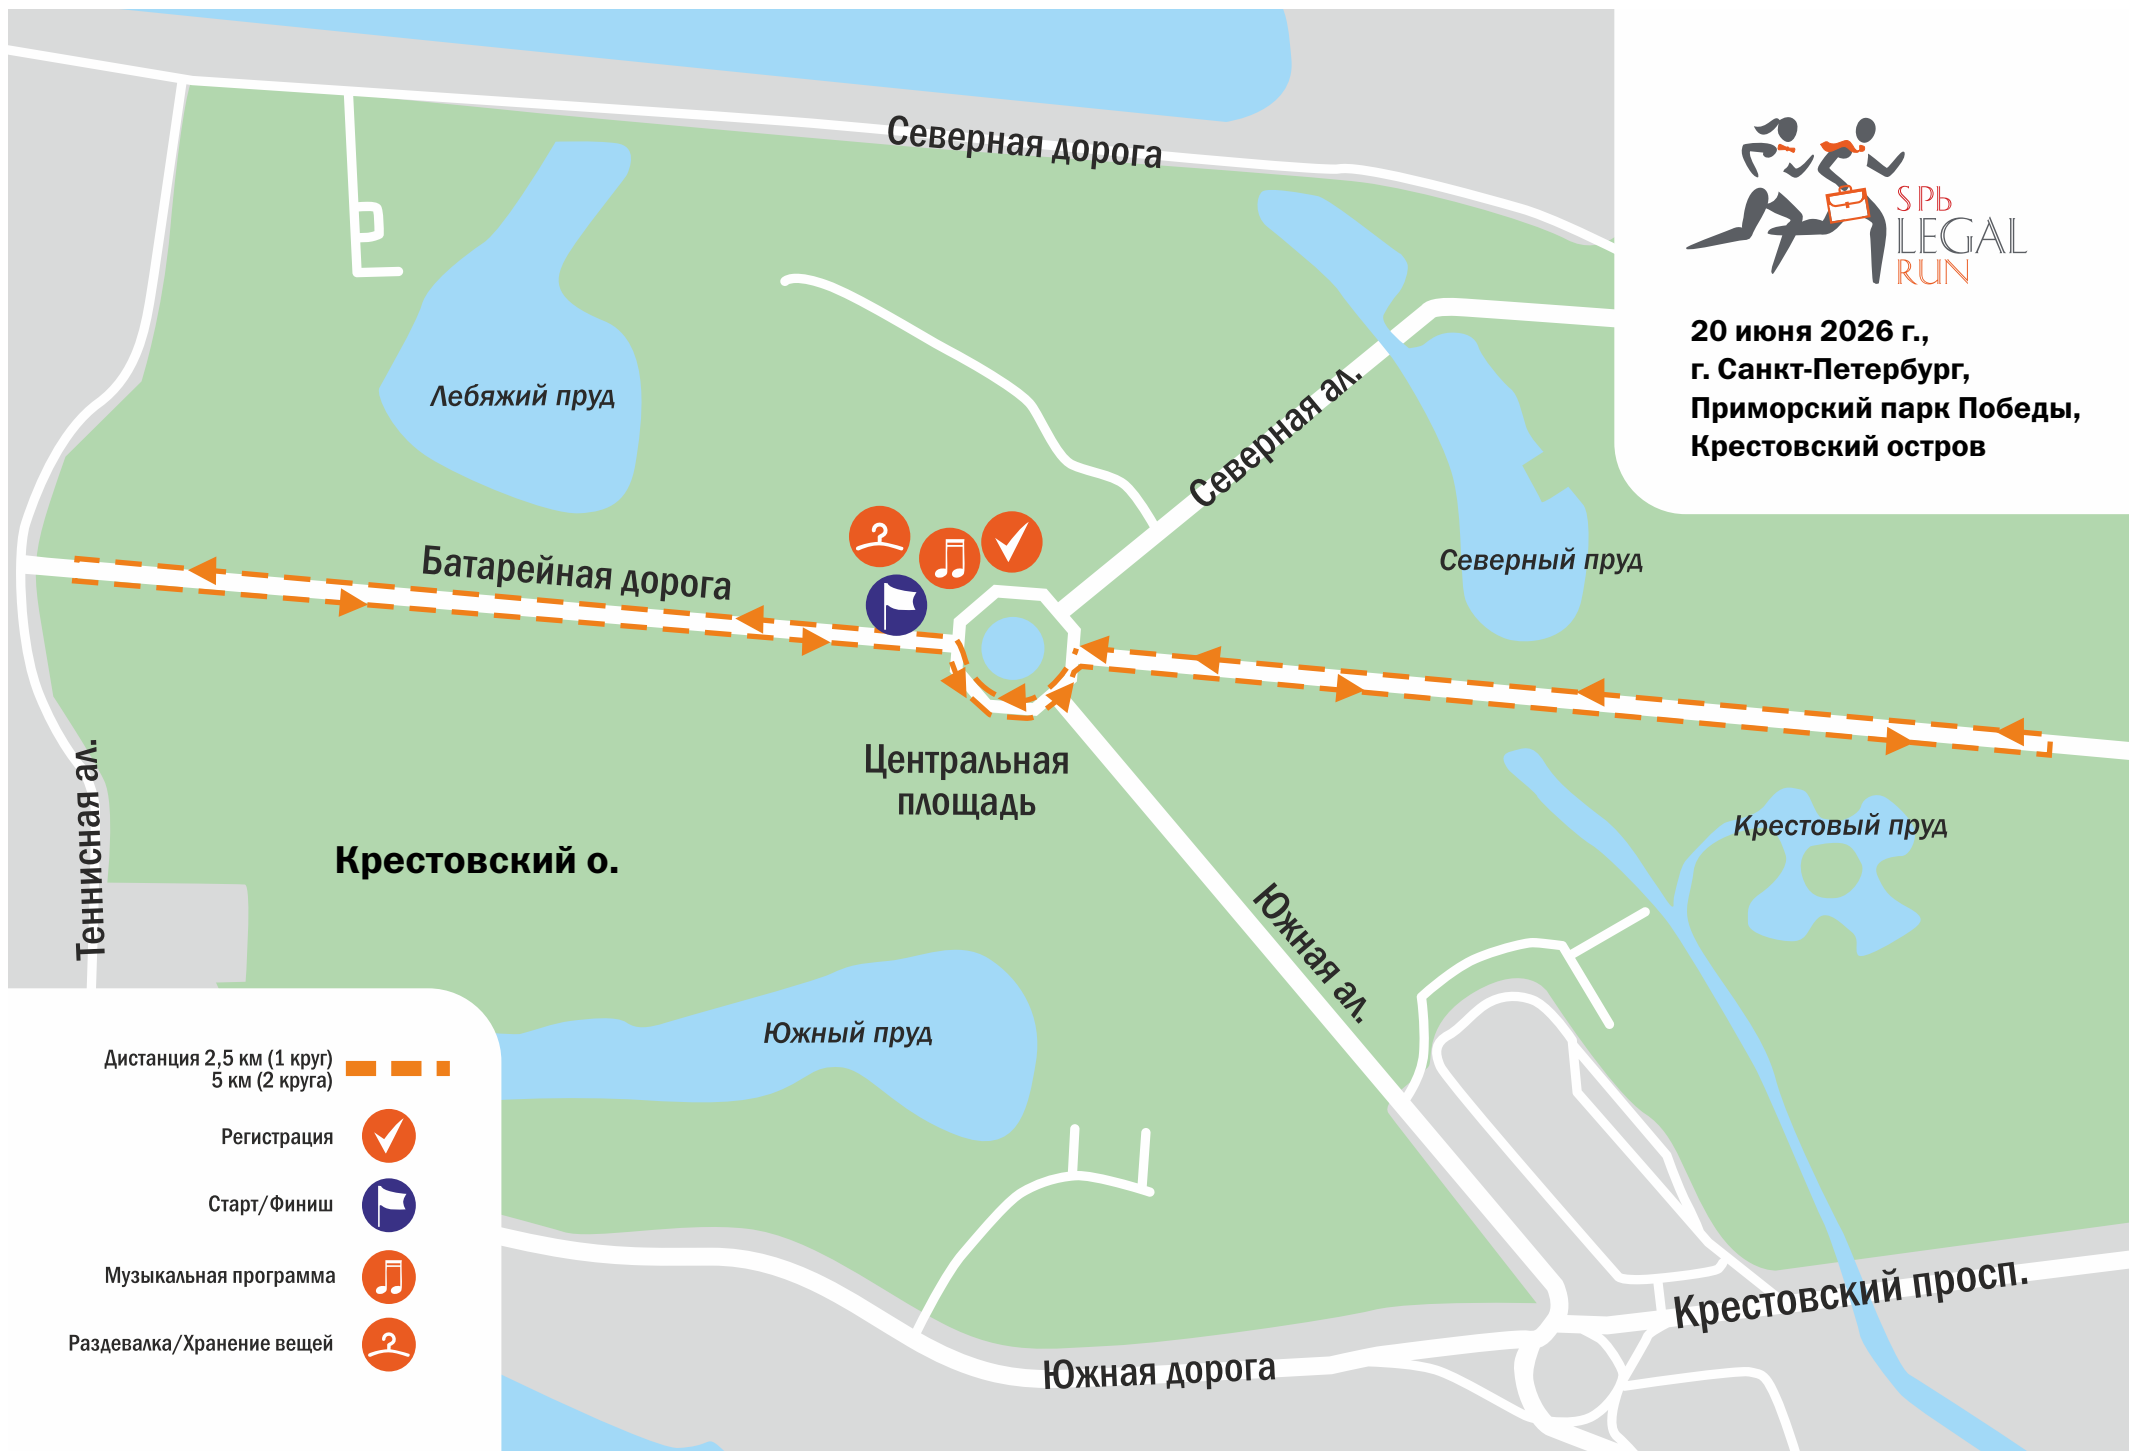 Северная дорога
SPb
LEGAL
RUN
20 июня 2026 г.,
г. Санкт-Петербург,
Приморский парк Победы,
Крестовский остров
Лебяжий пруд
Северная ал.
Батарейная дорога
Северный пруд
Центральная
площадь
Крестовый пруд
Теннисная ал.
Крестовский о.
Южная ал.
Южный пруд
Дистанция 2,5 км (1 круг)
5 км (2 круга)
Регистрация
Старт/Финиш
Музыкальная программа
Раздевалка/Хранение вещей
Крестовский просп.
Южная дорога